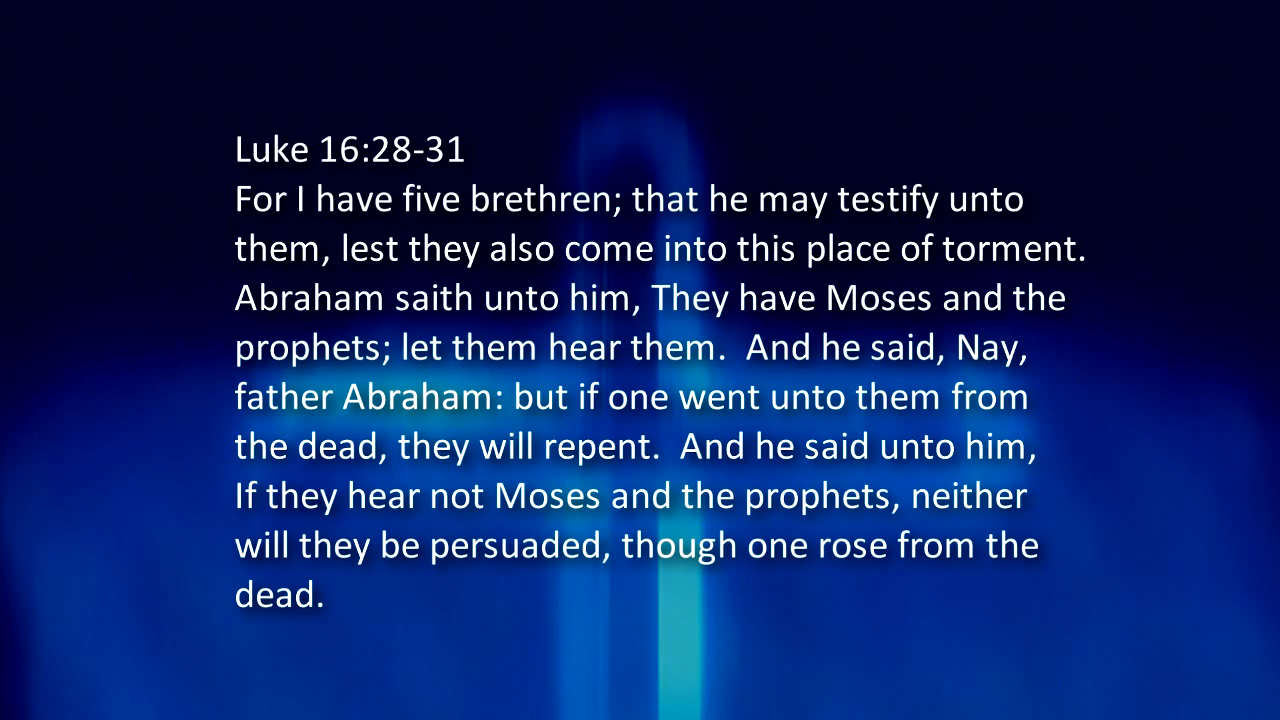 Luke 16:28-31
For I have five brethren; that he may testify unto
them, lest they also come into this place of torment.
Abraham saith unto him, They have Moses and the
prophets; let them hear them.  And he said, Nay,
father Abraham: but if one went unto them from
the dead, they will repent.  And he said unto him,
If they hear not Moses and the prophets, neither
will they be persuaded, though one rose from the
dead.